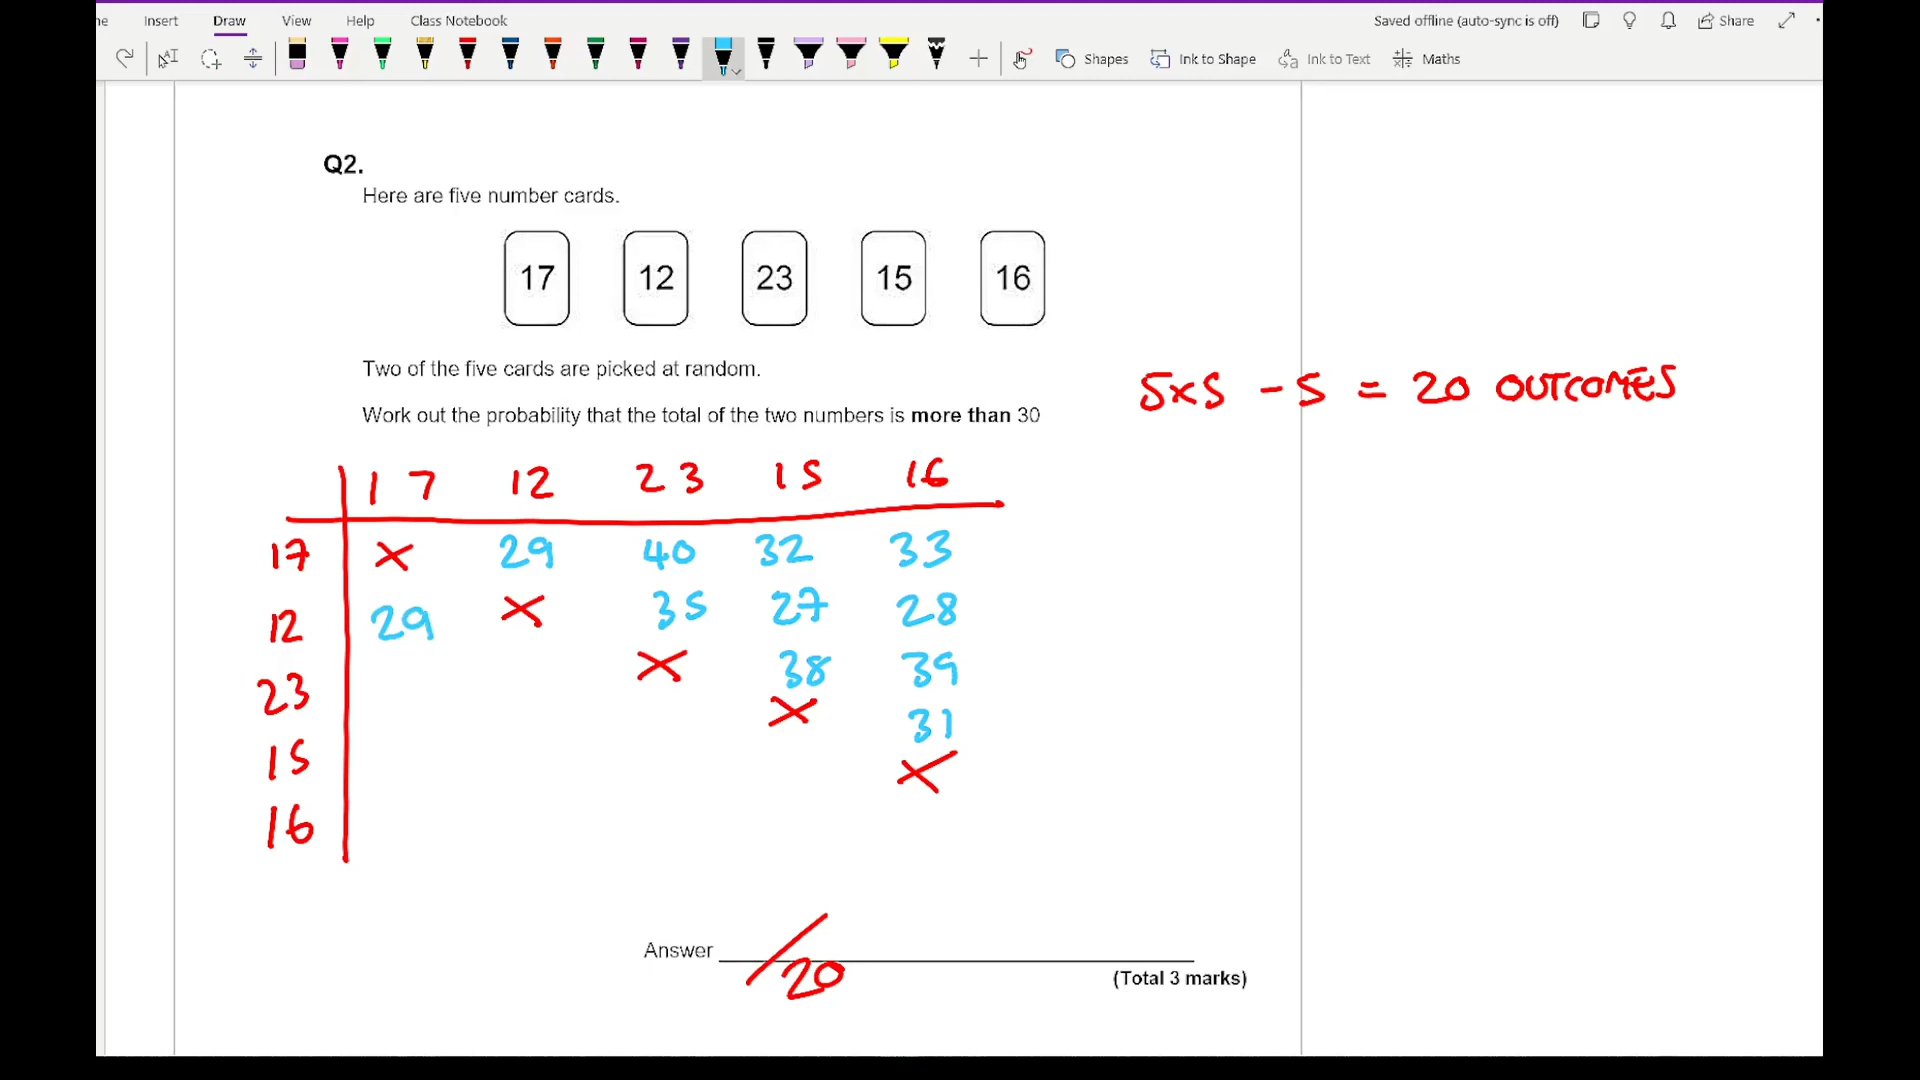 Insert Draw View Help Class Notebook Saved offline (auto-sync is off) Share
Shapes Ink to Shape Ink to Text Maths
Q2.
Here are five number cards.
17 12 23 15 16
Two of the five cards are picked at random.
Work out the probability that the total of the two numbers is more than 30
5x5 - 5 = 20 OUTCOMES
17 12 23 15 16
17 x 29 40 32 33
12 29 x 35 27 28
23 x 38 39
15 x 31
16 x
Answer /20
(Total 3 marks)